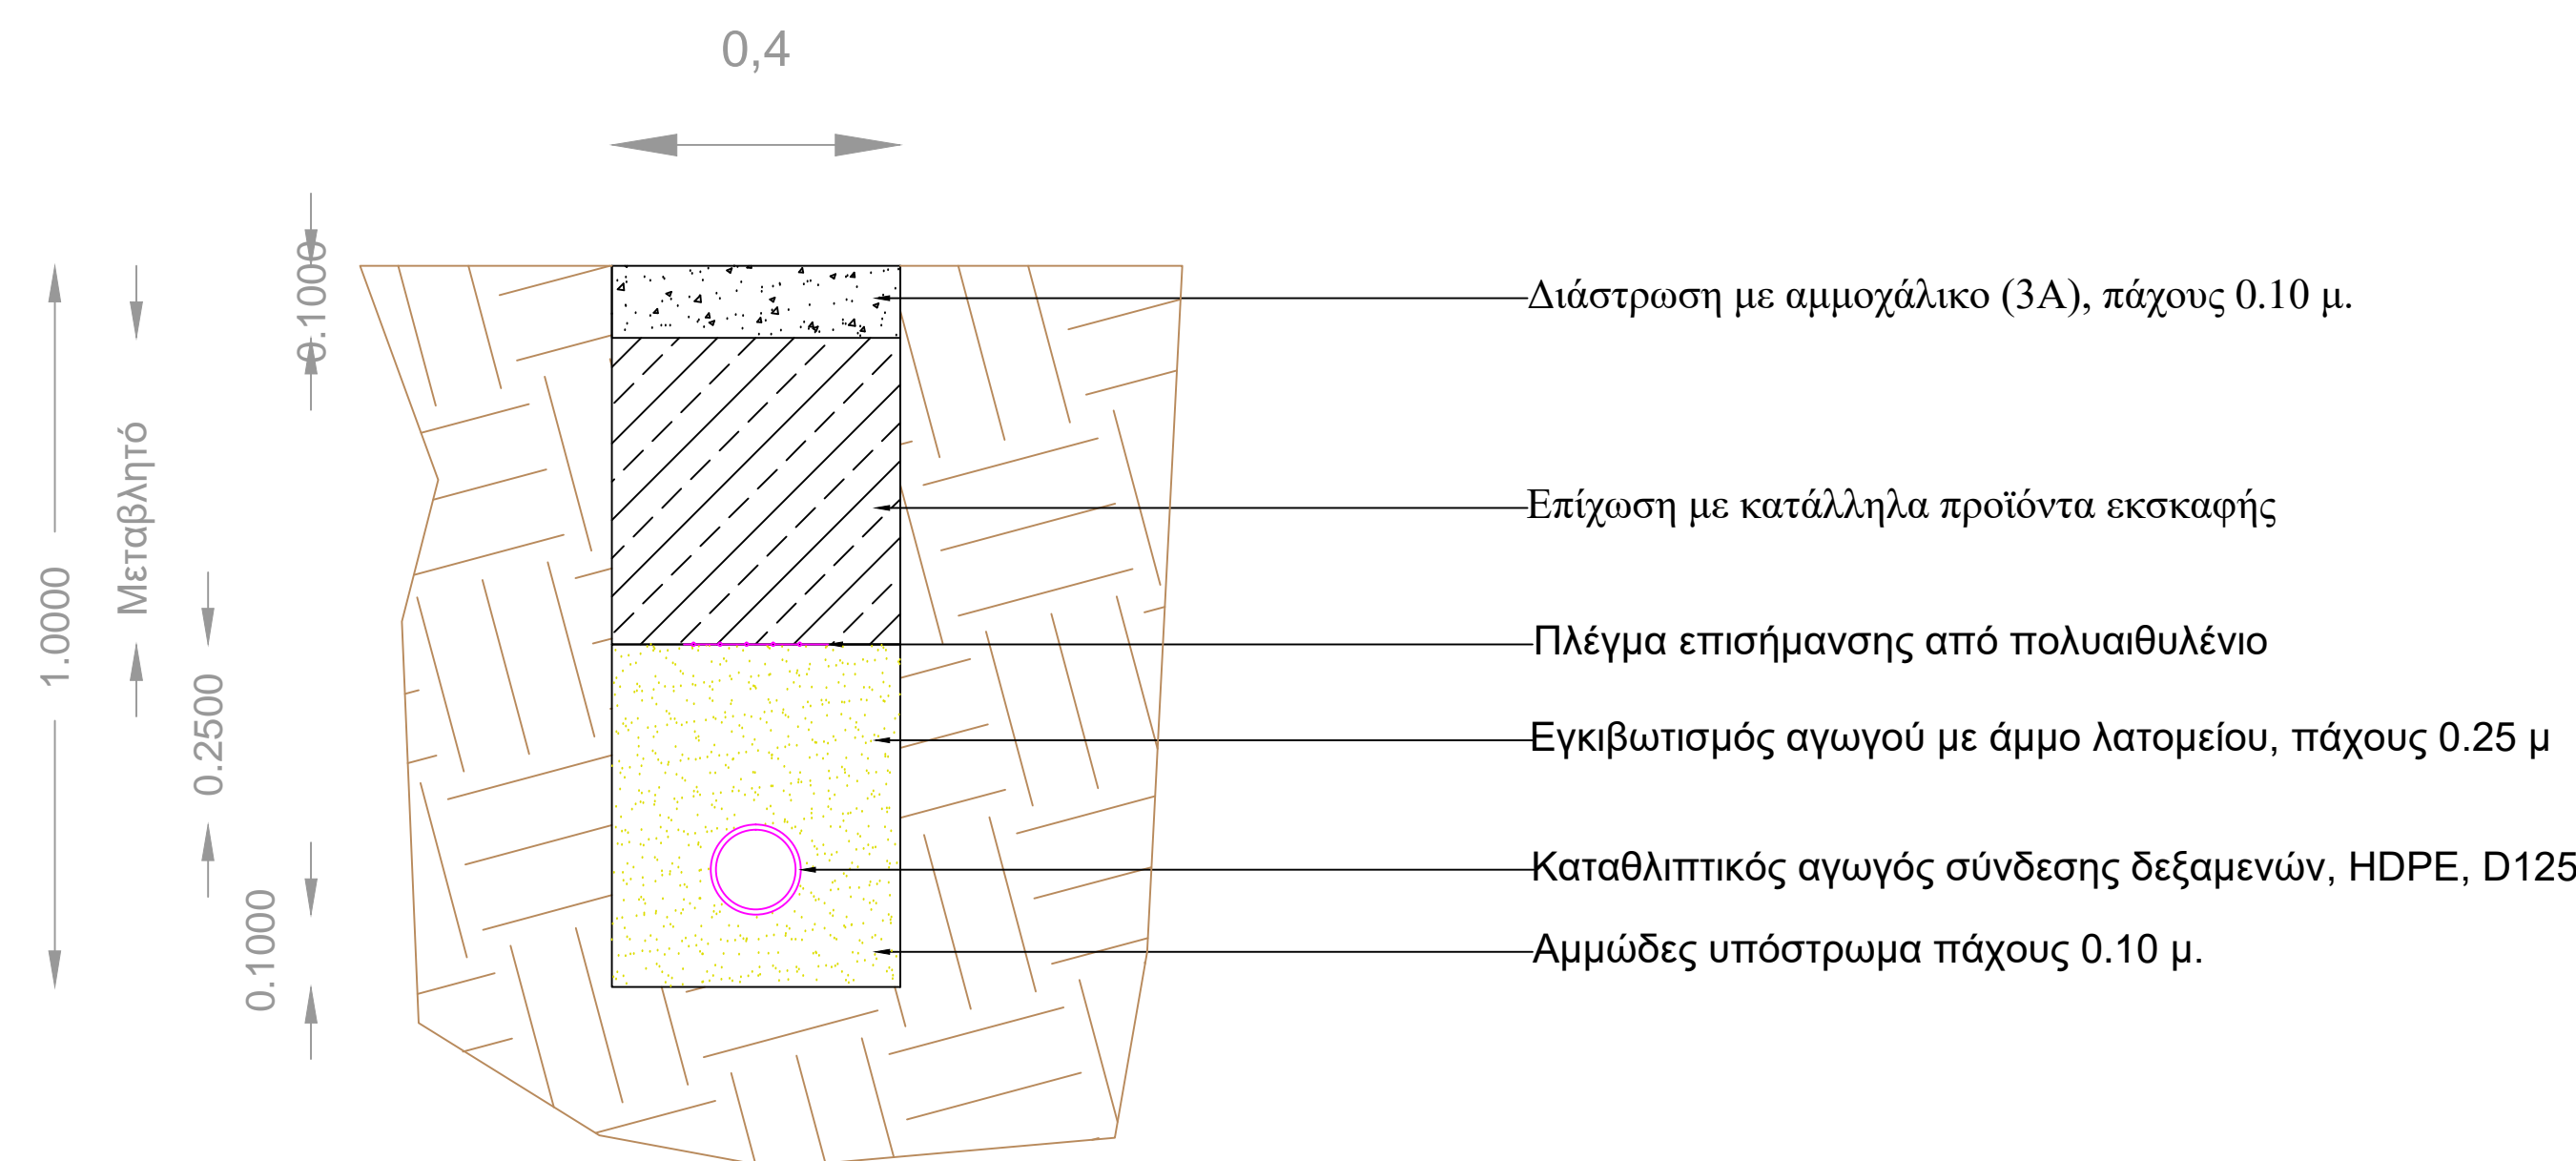 0,4
0.1000
Διάστρωση με αμμοχάλικο (3Α), πάχους 0.10 μ.
Μεταβλητό
Επίχωση με κατάλληλα προϊόντα εκσκαφής
1.0000
Πλέγμα επισήμανσης από πολυαιθυλένιο
0.2500
Εγκιβωτισμός αγωγού με άμμο λατομείου, πάχους 0.25 μ
Καταθλιπτικός αγωγός σύνδεσης δεξαμενών, HDPE, D125
0.1000
Αμμώδες υπόστρωμα πάχους 0.10 μ.